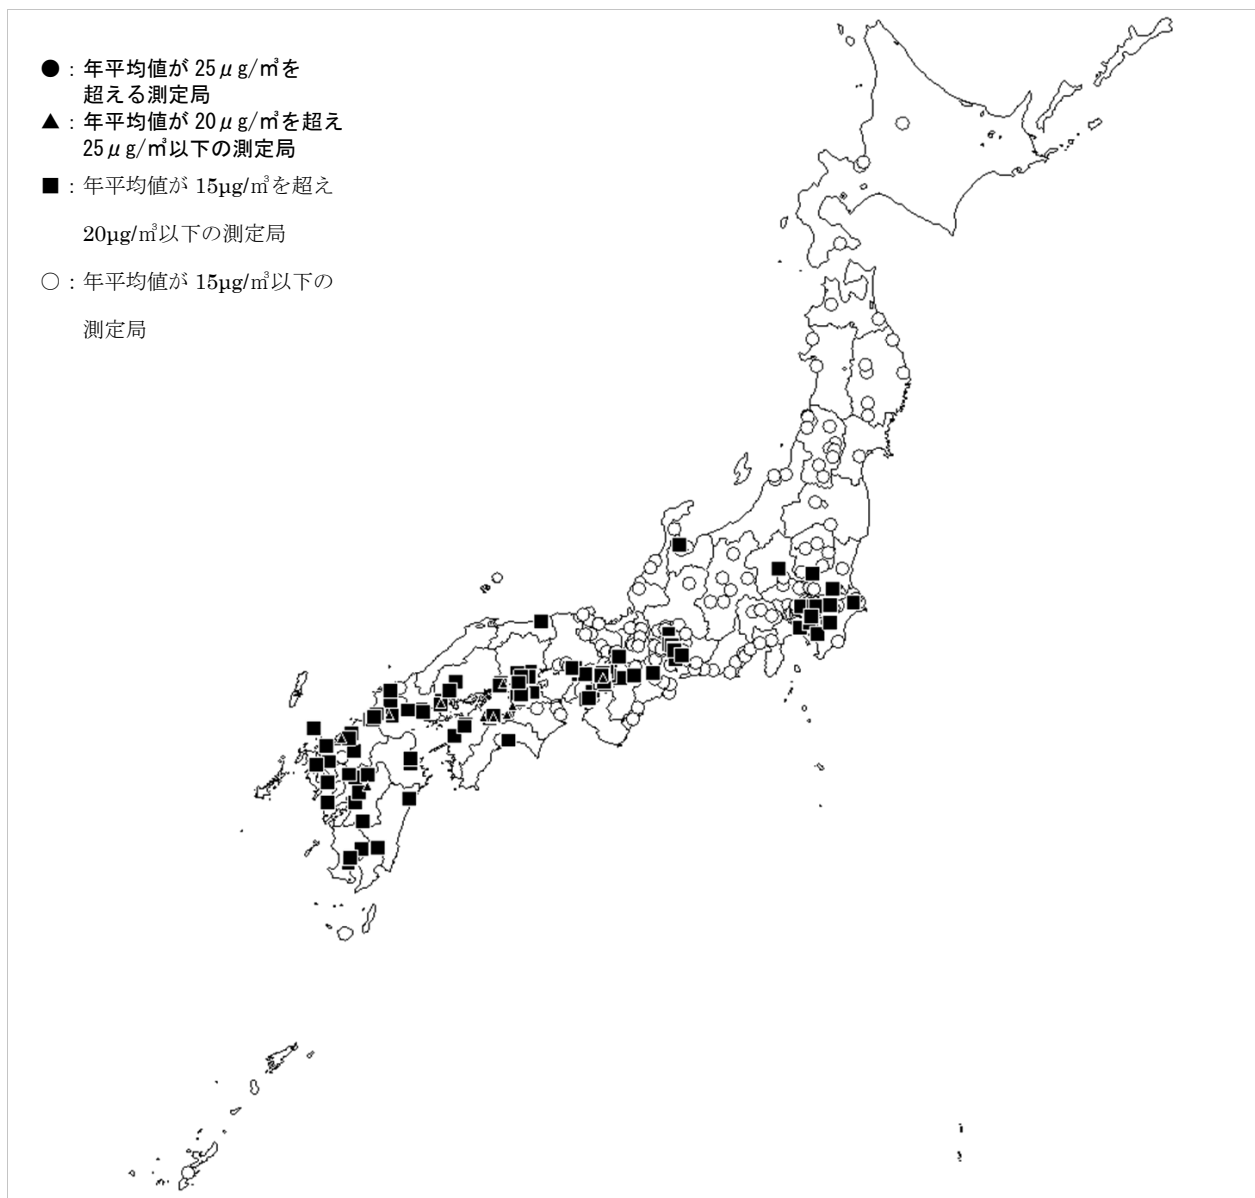 ●：年平均値が 25μg/㎥を
超える測定局
▲：年平均値が 20μg/㎥を超え
25μg/㎥以下の測定局
■：年平均値が 15µg/㎥を超え
20µg/㎥以下の測定局
○：年平均値が 15µg/㎥以下の
測定局